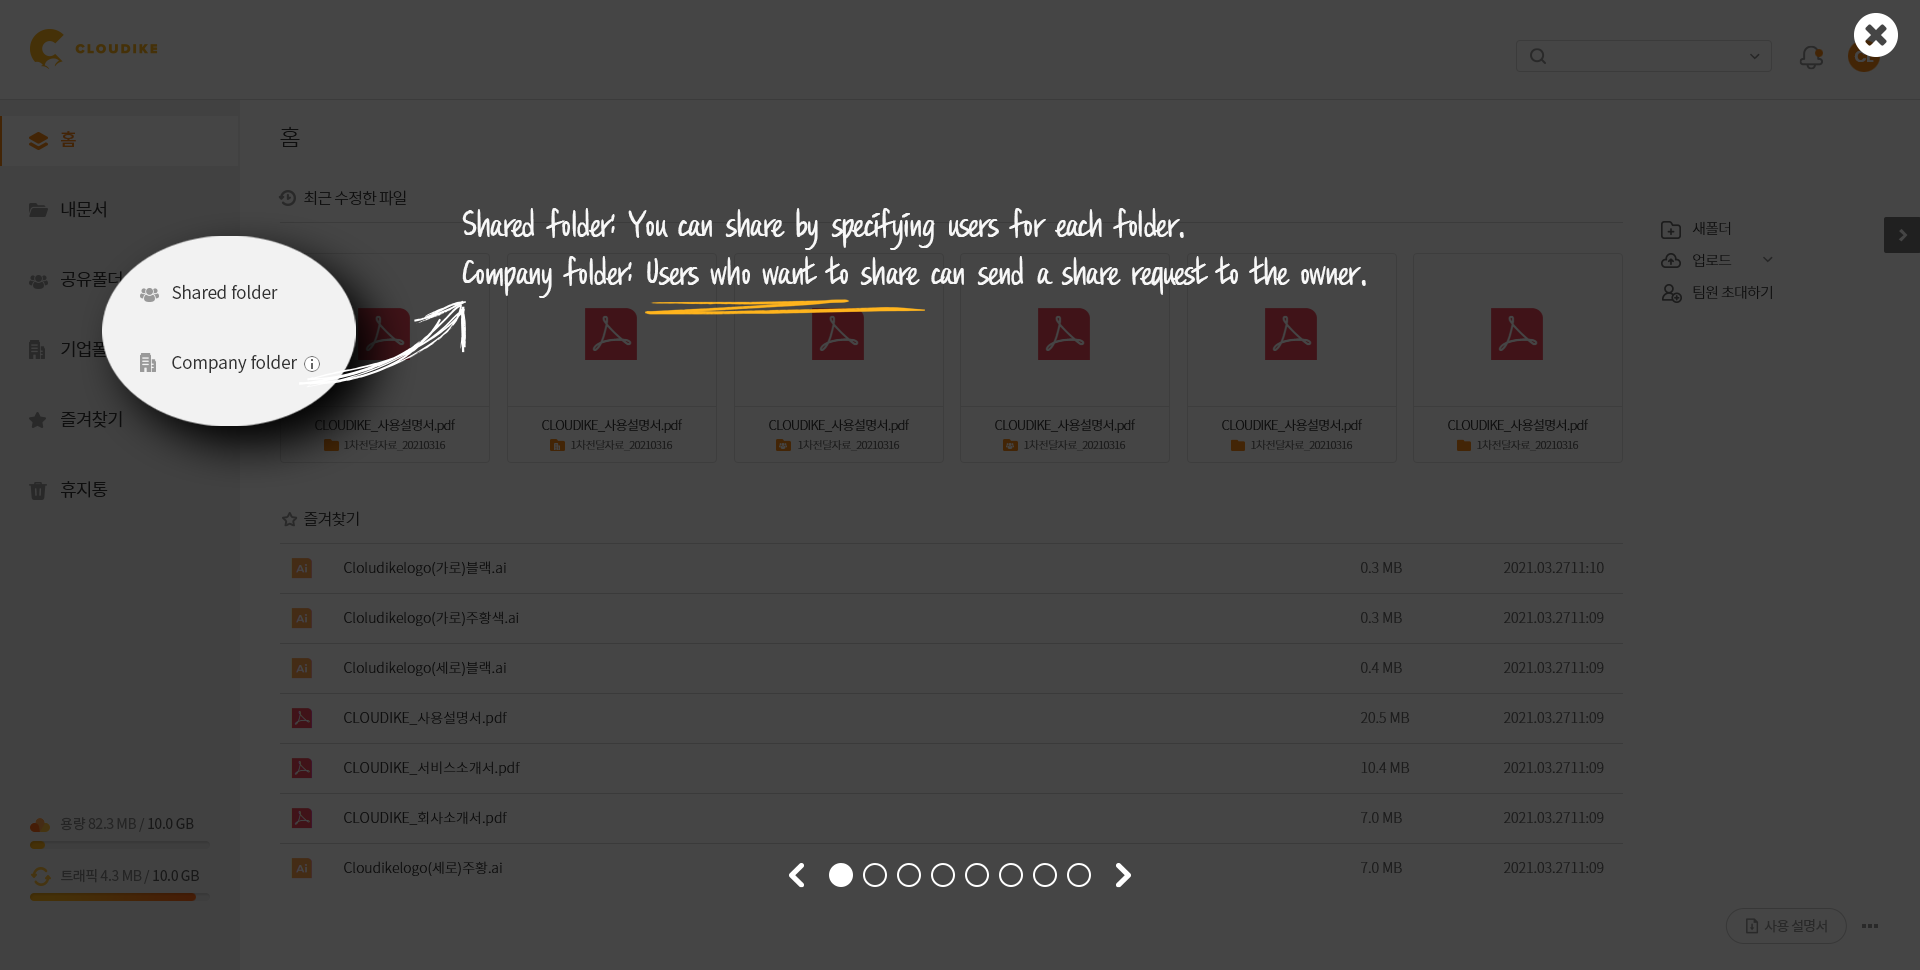 CLOUDIKE
홈
내문서
공유폴더
기업폴
즐겨찾기
휴지통
Shared folder
Company folder
홈
최근 수정한 파일
Shared folder: You can share by specifying users for each folder.
Company folder: Users who want to share can send a share request to the owner.
새폴더
업로드
팀원 초대하기
CLOUDIKE_사용설명서.pdf
1차전달자료_20210316
CLOUDIKE_사용설명서.pdf
1차전달자료_20210316
CLOUDIKE_사용설명서.pdf
1차전달자료_20210316
CLOUDIKE_사용설명서.pdf
1차전달자료_20210316
CLOUDIKE_사용설명서.pdf
1차전달자료_20210316
CLOUDIKE_사용설명서.pdf
1차전달자료_20210316
즐겨찾기
Ai Cloludikelogo(가로)블랙.ai 0.3 MB 2021.03.2711:10
Ai Cloludikelogo(가로)주황색.ai 0.3 MB 2021.03.2711:09
Ai Cloludikelogo(세로)블랙.ai 0.4 MB 2021.03.2711:09
CLOUDIKE_사용설명서.pdf 20.5 MB 2021.03.2711:09
CLOUDIKE_서비스소개서.pdf 10.4 MB 2021.03.2711:09
CLOUDIKE_회사소개서.pdf 7.0 MB 2021.03.2711:09
Ai Cloudikelogo(세로)주황.ai 7.0 MB 2021.03.2711:09
용량 82.3 MB / 10.0 GB
트래픽 4.3 MB / 10.0 GB
사용 설명서